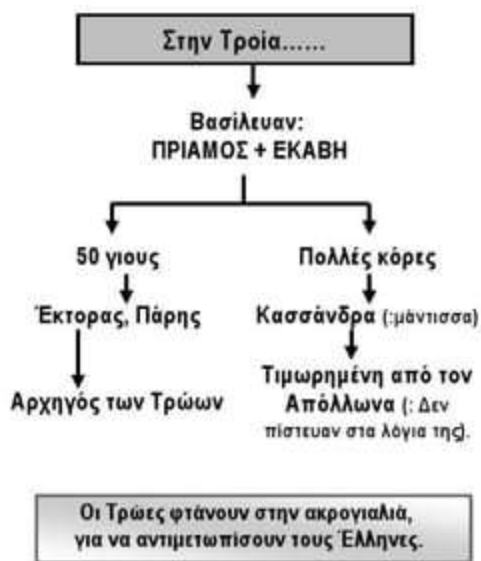 Στην Τροία......
Βασίλευαν:
ΠΡΙΑΜΟΣ + ΕΚΑΒΗ
50 γιους
Πολλές κόρες
Έκτορας, Πάρης
Κασσάνδρα (:μάντισσα)
Αρχηγός των Τρώων
Τιμωρημένη από τον
Απόλλωνα (: Δεν
πίστευαν στα λόγια της).
Οι Τρώες φτάνουν στην ακρογιαλιά,
για να αντιμετωπίσουν τους Έλληνες.